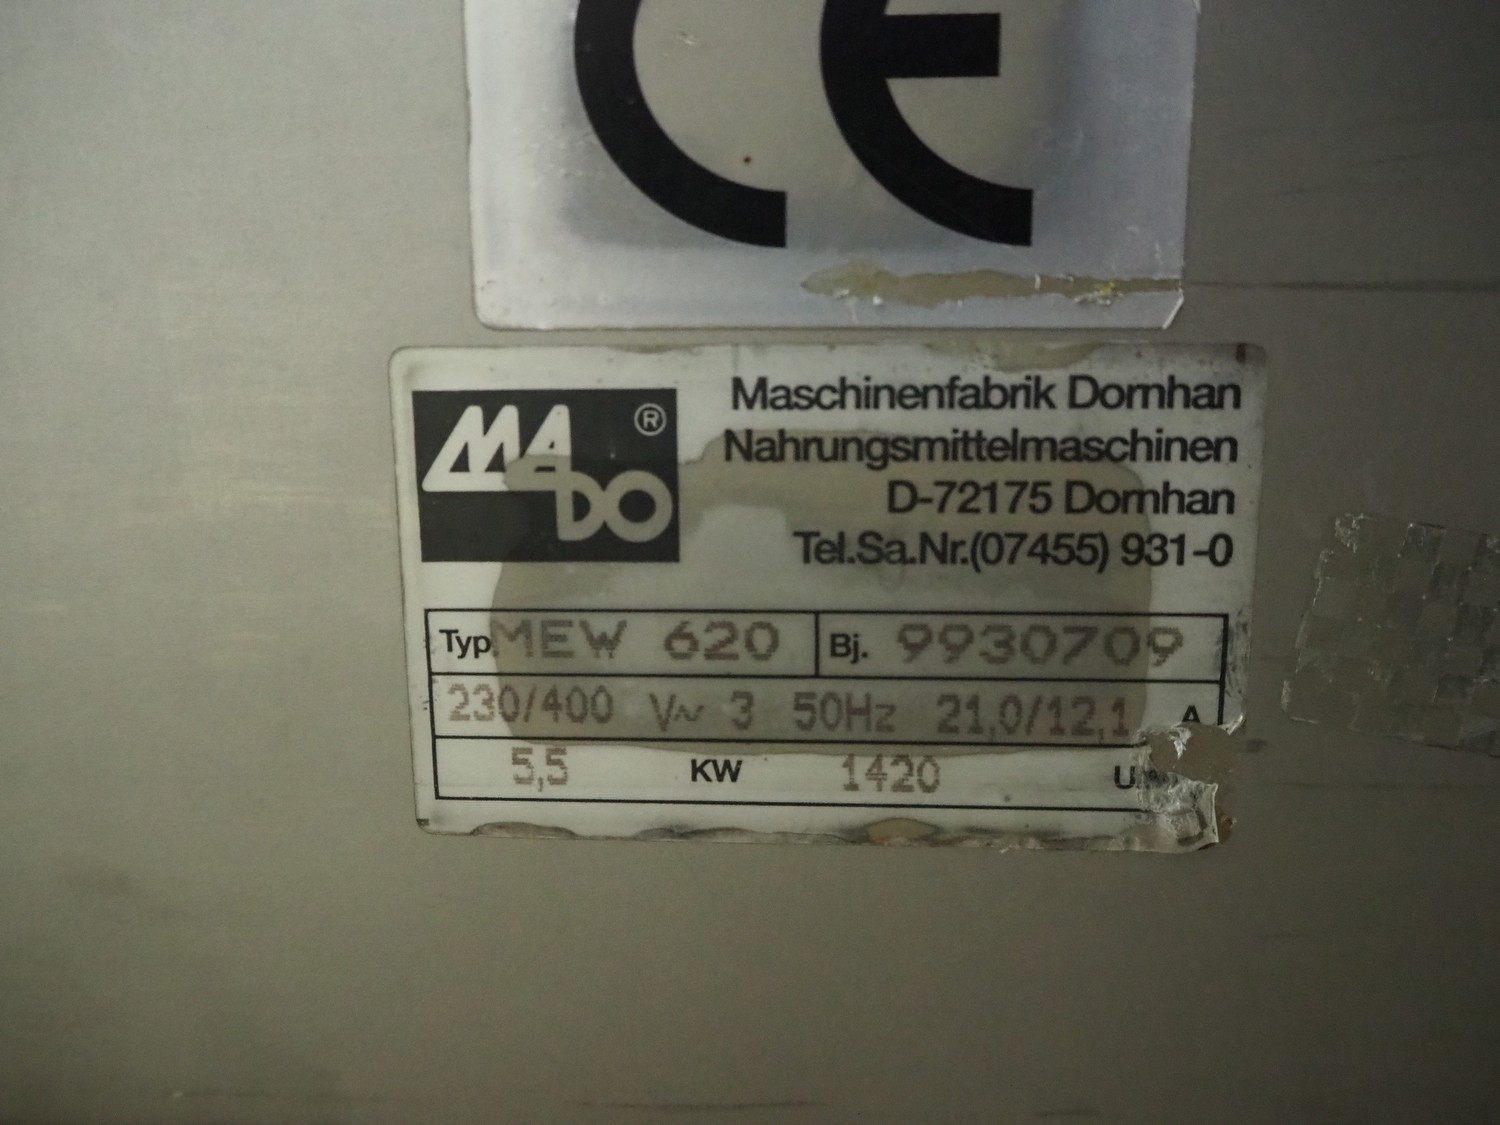 CE
MADO ®
Maschinenfabrik Dornhan
Nahrungsmittelmaschinen
D-72175 Dornhan
Tel.Sa.Nr.(07455) 931-0
Typ MEW 620 Bj. 9930709
230/400 V~ 3 50Hz 21,0/12,1 A
5,5 KW 1420 U